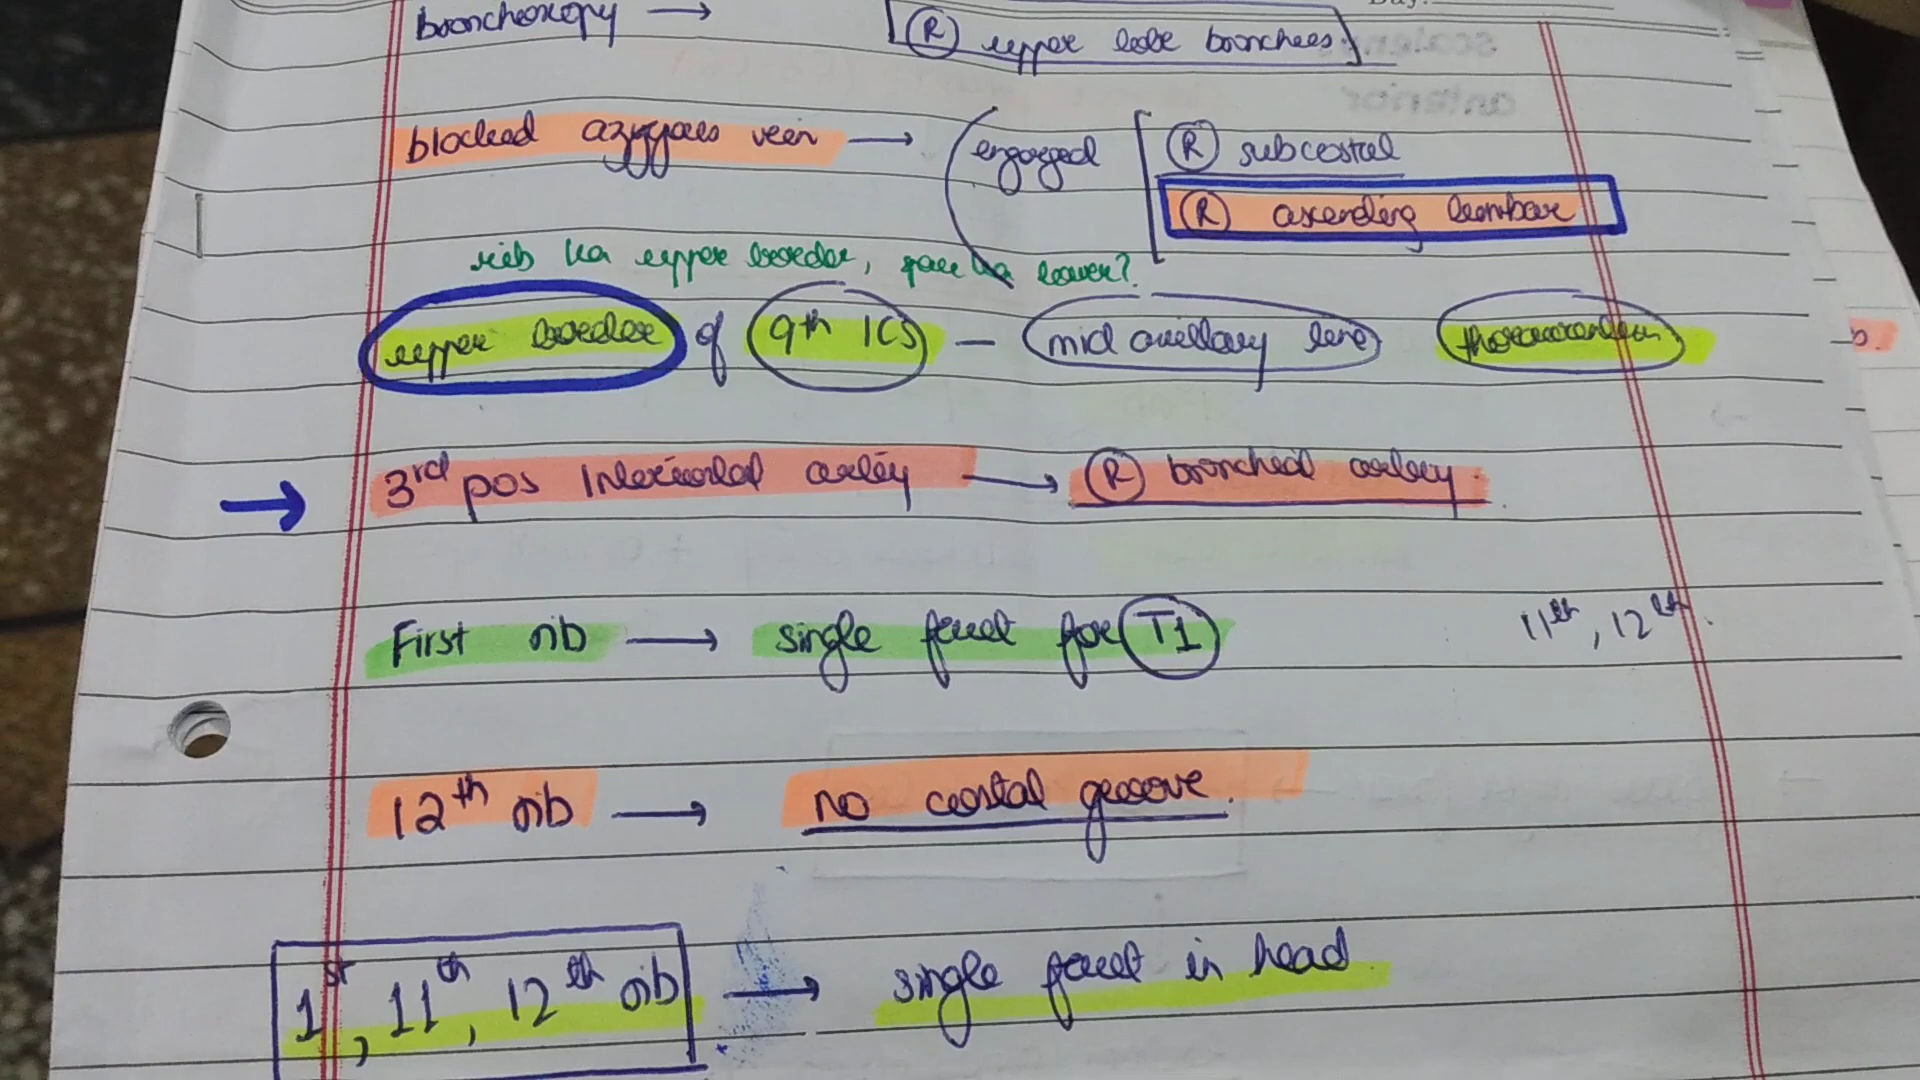 bronchoscopy → (R) upper lobe bronchus
blocked azygous vein → engorged (R) subcostal
(R) ascending lumbar
rib ka upper border, space ka lower?
upper border of 9th ICS — mid axillary line thoracocentesis
→ 3rd pos Intercostal artery → (R) bronchial artery.
First rib → single facet for T1 11th, 12th.
12th rib → no costal groove.
1st, 11th, 12th rib → single facet in head.